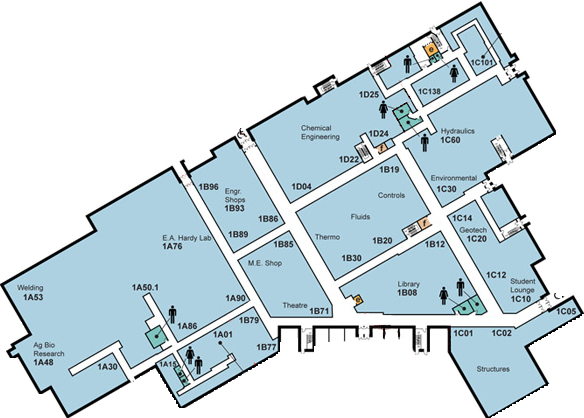 1C101
1D25
1C138
Chemical
Engineering
1D24
Hydraulics
1C60
1D22
1B19
1B96
Engr.
Shops
1B93
1D04
Controls
Environmental
1C30
1B86
Fluids
1C14
Geotech
1C20
E.A. Hardy Lab
1A76
1B89
1B85
Thermo
1B20
1B12
1B30
M.E. Shop
1C12
Student
Lounge
1C10
Welding
1A53
1A50.1
1A90
Library
1B08
Theatre
1B71
1C05
1B79
1A86
1A01
1C01
1C02
Ag Bio
Research
1A48
1B77
1A30
1A15
Structures